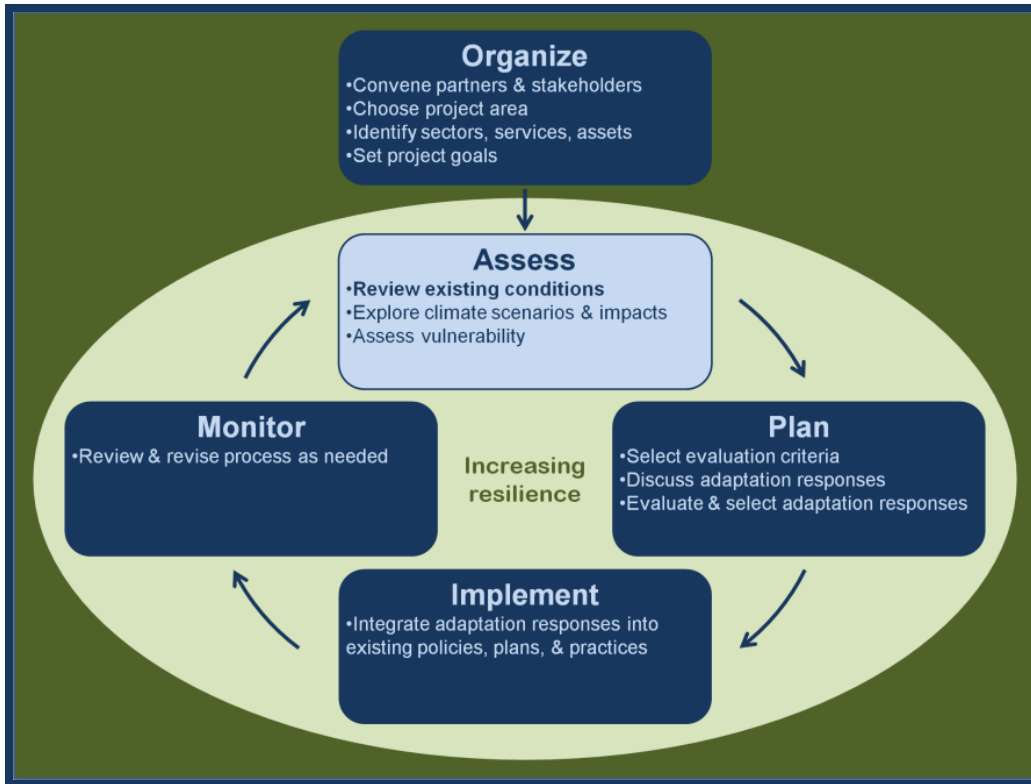 Organize
•Convene partners & stakeholders
•Choose project area
•Identify sectors, services, assets
•Set project goals
Assess
•Review existing conditions
•Explore climate scenarios & impacts
•Assess vulnerability
Monitor
•Review & revise process as needed
Increasing
resilience
Plan
•Select evaluation criteria
•Discuss adaptation responses
•Evaluate & select adaptation responses
Implement
•Integrate adaptation responses into
existing policies, plans, & practices